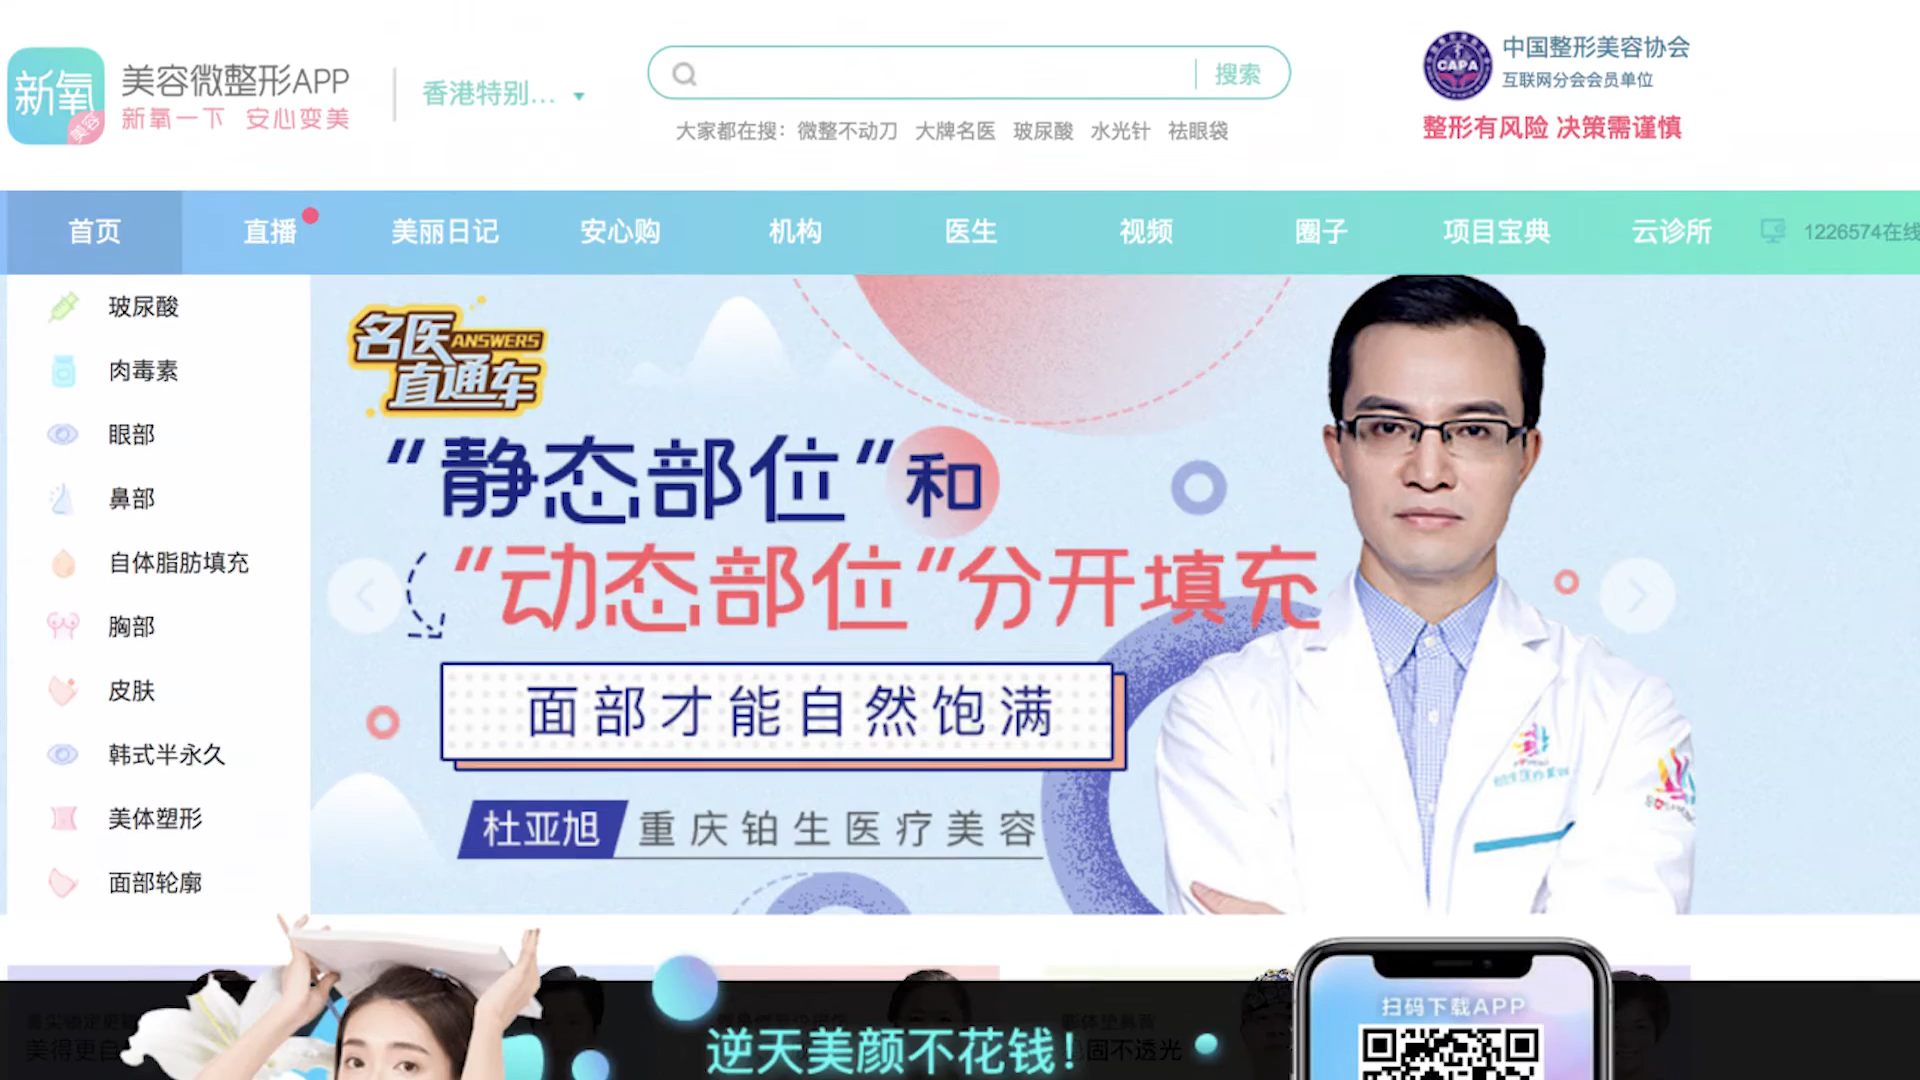 新氧
美容
美容微整形APP
新氧一下 安心变美
香港特别...
搜索
大家都在搜：微整不动刀 大牌名医 玻尿酸 水光针 祛眼袋
CAPA
中国整形美容协会
互联网分会会员单位
整形有风险 决策需谨慎
首页 直播 美丽日记 安心购 机构 医生 视频 圈子 项目宝典 云诊所 1226574在线
玻尿酸
肉毒素
眼部
鼻部
自体脂肪填充
胸部
皮肤
韩式半永久
美体塑形
面部轮廓
名医 ANSWERS
直通车
“静态部位”和
“动态部位”分开填充
面部才能自然饱满
杜亚旭 重庆铂生医疗美容
扫码下载APP
逆天美颜不花钱！
美得更自
固不透光